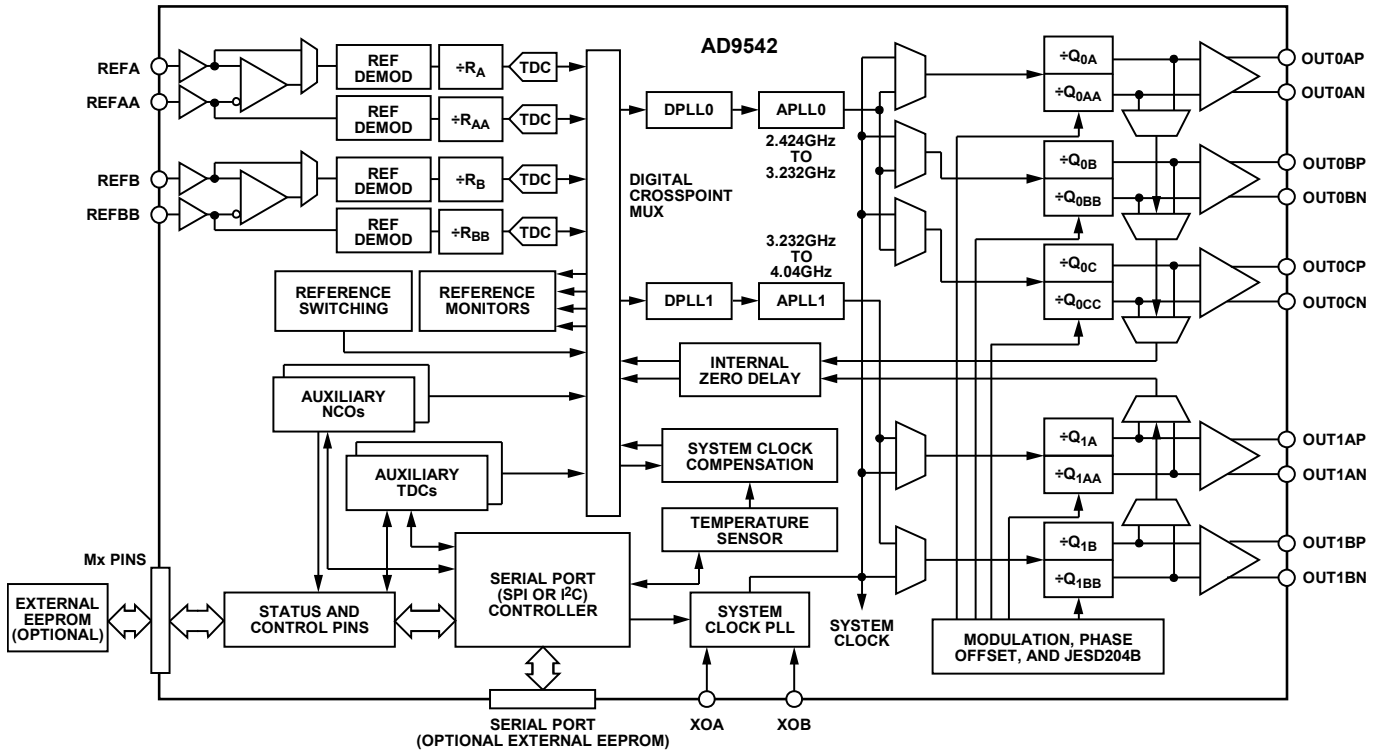 AD9542
REFA
REFAA
REFB
REFBB
REF
DEMOD
÷RA
TDC
REF
DEMOD
÷RAA
TDC
REF
DEMOD
÷RB
TDC
REF
DEMOD
÷RBB
TDC
DIGITAL
CROSSPOINT
MUX
REFERENCE
SWITCHING
REFERENCE
MONITORS
AUXILIARY
NCOs
AUXILIARY
TDCs
DPLL0
APLL0
2.424GHz
TO
3.232GHz
3.232GHz
TO
4.04GHz
DPLL1
APLL1
INTERNAL
ZERO DELAY
SYSTEM CLOCK
COMPENSATION
TEMPERATURE
SENSOR
SERIAL PORT
(SPI OR I2C)
CONTROLLER
SYSTEM
CLOCK PLL
SYSTEM
CLOCK
STATUS AND
CONTROL PINS
Mx PINS
EXTERNAL
EEPROM
(OPTIONAL)
SERIAL PORT
(OPTIONAL EXTERNAL EEPROM)
XOA
XOB
MODULATION, PHASE
OFFSET, AND JESD204B
÷Q0A
÷Q0AA
÷Q0B
÷Q0BB
÷Q0C
÷Q0CC
÷Q1A
÷Q1AA
÷Q1B
÷Q1BB
OUT0AP
OUT0AN
OUT0BP
OUT0BN
OUT0CP
OUT0CN
OUT1AP
OUT1AN
OUT1BP
OUT1BN